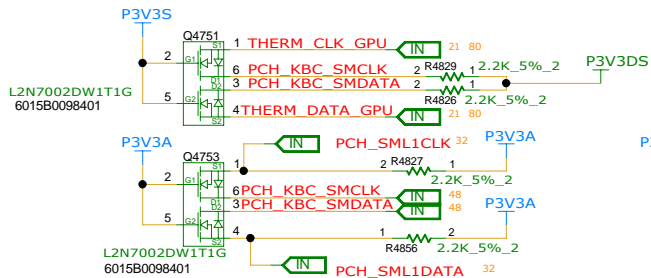 P3V3S
Q4751
S1
1 THERM_CLK_GPU IN 21 80
2 G1
D1 6 PCH_KBC_SMCLK 2 R4829 1 2.2K_5%_2 P3V3DS
D2 3 PCH_KBC_SMDATA 2 R4826 1 2.2K_5%_2
5 G2
S2 4 THERM_DATA_GPU IN 21 80
L2N7002DW1T1G
6015B0098401
P3V3A
Q4753
IN PCH_SML1CLK 32
P3V3A
S1 1 2 R4827 1 2.2K_5%_2
2 G1
D1 6 PCH_KBC_SMCLK IN 48
D2 3 PCH_KBC_SMDATA IN 48
P3V3A
5 G2
S2 4 1 R4856 2 2.2K_5%_2
L2N7002DW1T1G
6015B0098401
IN PCH_SML1DATA 32